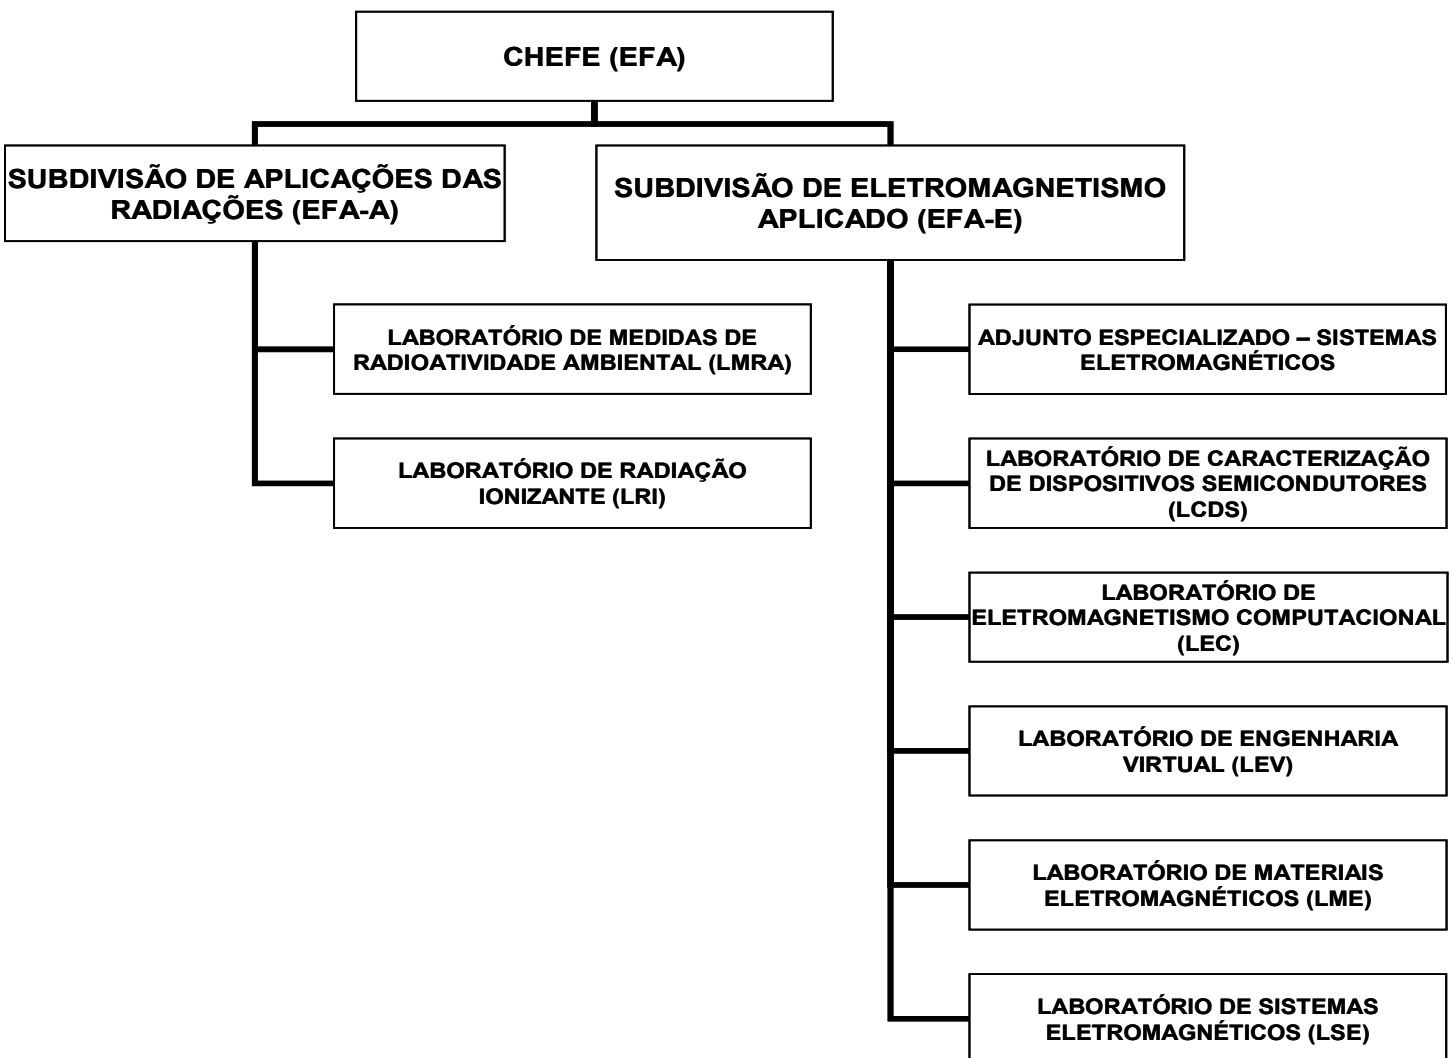 CHEFE (EFA)
SUBDIVISÃO DE APLICAÇÕES DAS
RADIAÇÕES (EFA-A)
SUBDIVISÃO DE ELETROMAGNETISMO
APLICADO (EFA-E)
LABORATÓRIO DE MEDIDAS DE
RADIOATIVIDADE AMBIENTAL (LMRA)
LABORATÓRIO DE RADIAÇÃO
IONIZANTE (LRI)
ADJUNTO ESPECIALIZADO – SISTEMAS
ELETROMAGNÉTICOS
LABORATÓRIO DE CARACTERIZAÇÃO
DE DISPOSITIVOS SEMICONDUTORES
(LCDS)
LABORATÓRIO DE
ELETROMAGNETISMO COMPUTACIONAL
(LEC)
LABORATÓRIO DE ENGENHARIA
VIRTUAL (LEV)
LABORATÓRIO DE MATERIAIS
ELETROMAGNÉTICOS (LME)
LABORATÓRIO DE SISTEMAS
ELETROMAGNÉTICOS (LSE)